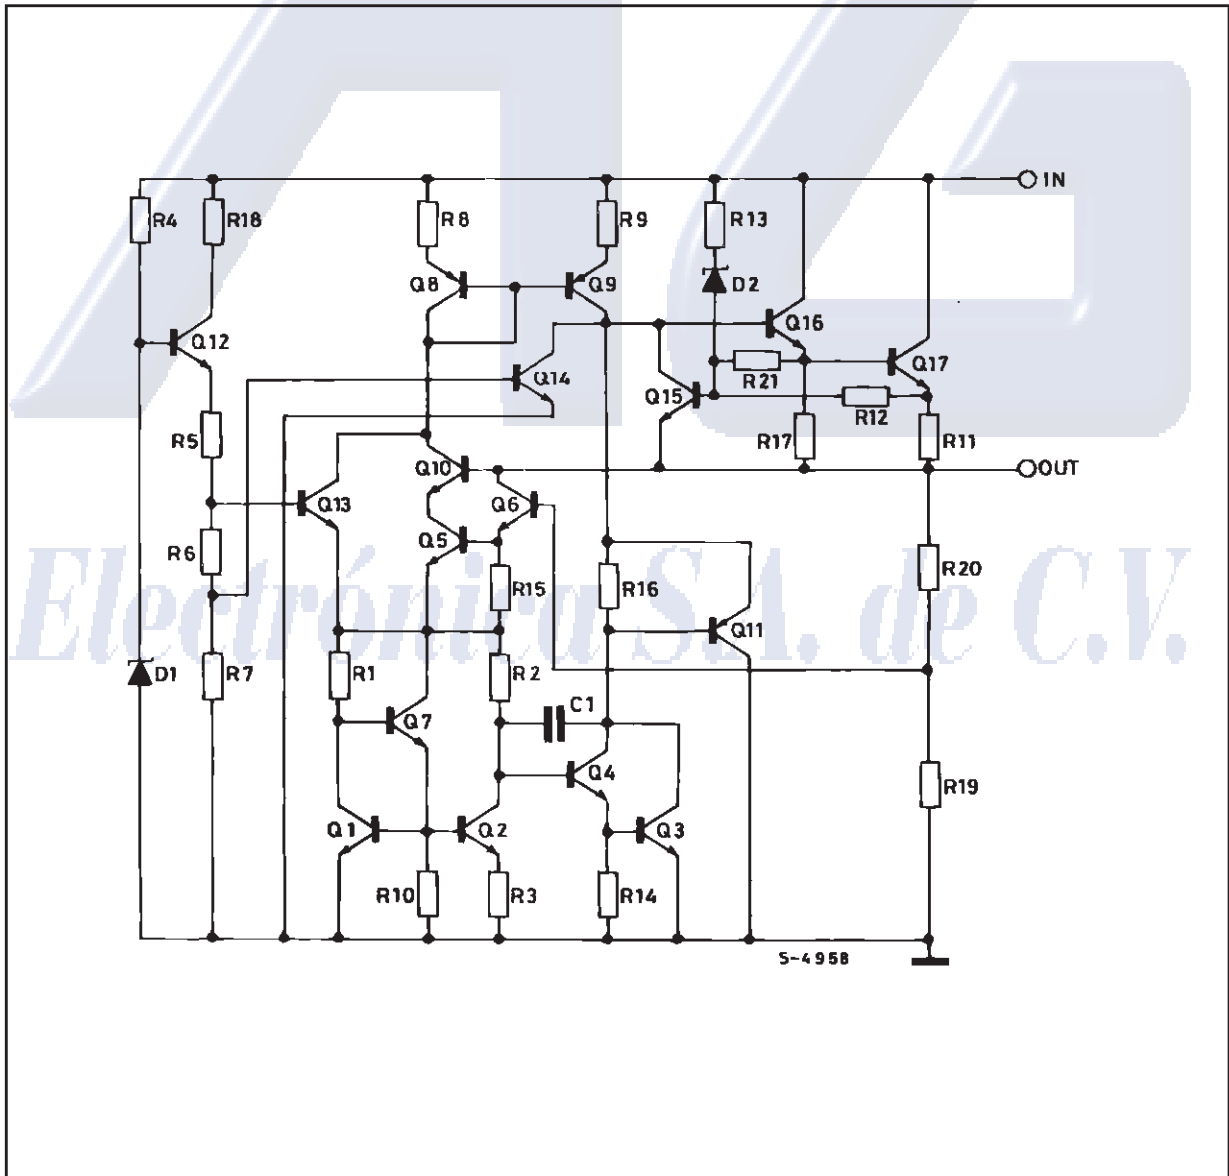 IN
R4
R18
R8
R9
R13
Q8
Q9
D2
Q12
Q16
Q14
R21
Q17
Q15
R12
R5
R17
R11
Q10
OUT
Q13
Q6
Q5
R6
R15
R16
R20
Q11
Electrónica S.A. de C.V.
D1
R7
R1
R2
C1
Q7
Q4
R19
Q1
Q2
Q3
R10
R3
R14
S-4958
AG